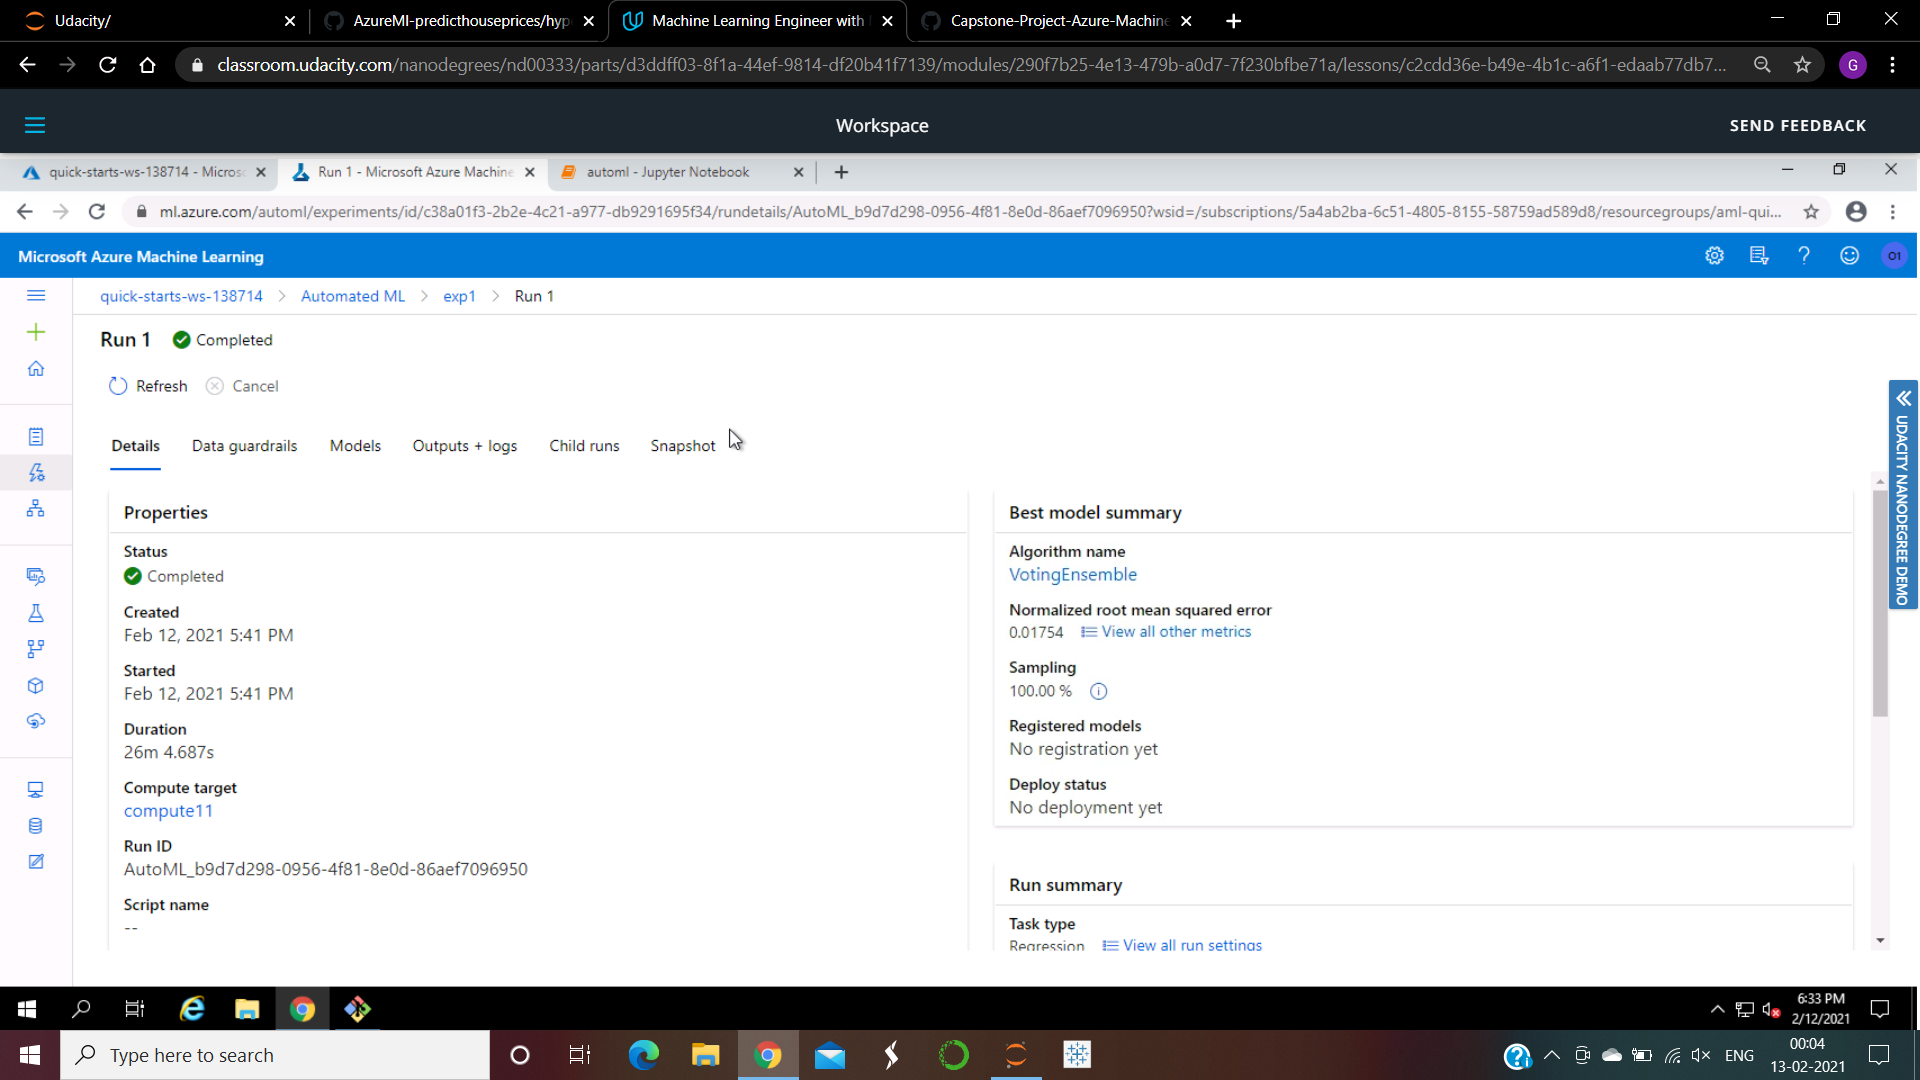 Udacity/
AzureMl-predicthouseprices/hyp
Machine Learning Engineer with
Capstone-Project-Azure-Machine
classroom.udacity.com/nanodegrees/nd00333/parts/d3ddff03-8f1a-44ef-9814-df20b41f7139/modules/290f7b25-4e13-479b-a0d7-7f230bfbe71a/lessons/c2cdd36e-b49e-4b1c-a6f1-edaab77db7...
G
Workspace
SEND FEEDBACK
quick-starts-ws-138714 - Micros
Run 1 - Microsoft Azure Machine
automl - Jupyter Notebook
ml.azure.com/automl/experiments/id/c38a01f3-2b2e-4c21-a977-db9291695f34/rundetails/AutoML_b9d7d298-0956-4f81-8e0d-86aef7096950?wsid=/subscriptions/5a4ab2ba-6c51-4805-8155-58759ad589d8/resourcegroups/aml-qui...
Microsoft Azure Machine Learning
O1
quick-starts-ws-138714 > Automated ML > exp1 > Run 1
Run 1 Completed
Refresh Cancel
Details Data guardrails Models Outputs + logs Child runs Snapshot
Properties
Status
Completed
Created
Feb 12, 2021 5:41 PM
Started
Feb 12, 2021 5:41 PM
Duration
26m 4.687s
Compute target
compute11
Run ID
AutoML_b9d7d298-0956-4f81-8e0d-86aef7096950
Script name
--
Best model summary
Algorithm name
VotingEnsemble
Normalized root mean squared error
0.01754 View all other metrics
Sampling
100.00 %
Registered models
No registration yet
Deploy status
No deployment yet
Run summary
Task type
Regression View all run settings
UDACITY NANODEGREE DEMO
6:33 PM
2/12/2021
Type here to search
ENG
00:04
13-02-2021